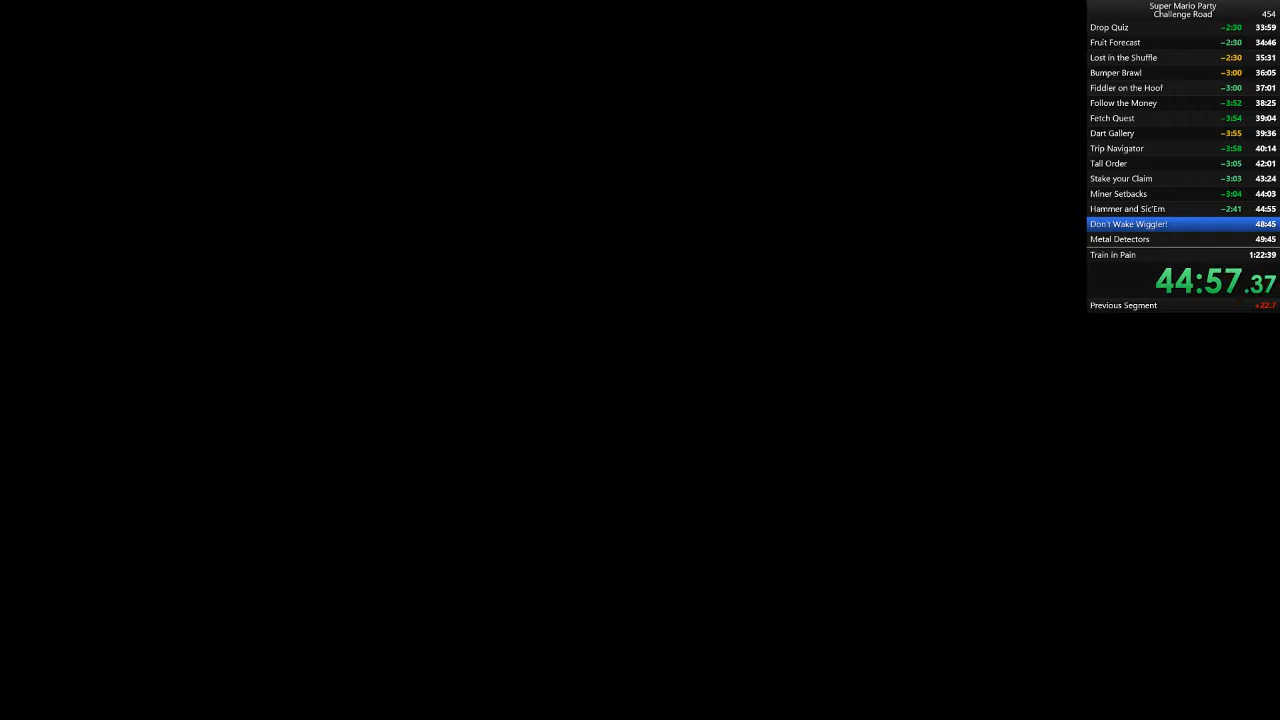 Super Mario Party
Challenge Road 454
Drop Quiz −2:30 33:59
Fruit Forecast −2:30 34:46
Lost in the Shuffle −2:30 35:31
Bumper Brawl −3:00 36:05
Fiddler on the Hoof −3:00 37:01
Follow the Money −3:52 38:25
Fetch Quest −3:54 39:04
Dart Gallery −3:55 39:36
Trip Navigator −3:58 40:14
Tall Order −3:05 42:01
Stake your Claim −3:03 43:24
Miner Setbacks −3:04 44:03
Hammer and Sic'Em −2:41 44:55
Don't Wake Wiggler! 48:45
Metal Detectors 49:45
Train in Pain 1:22:39
44:57.37
Previous Segment +22.7